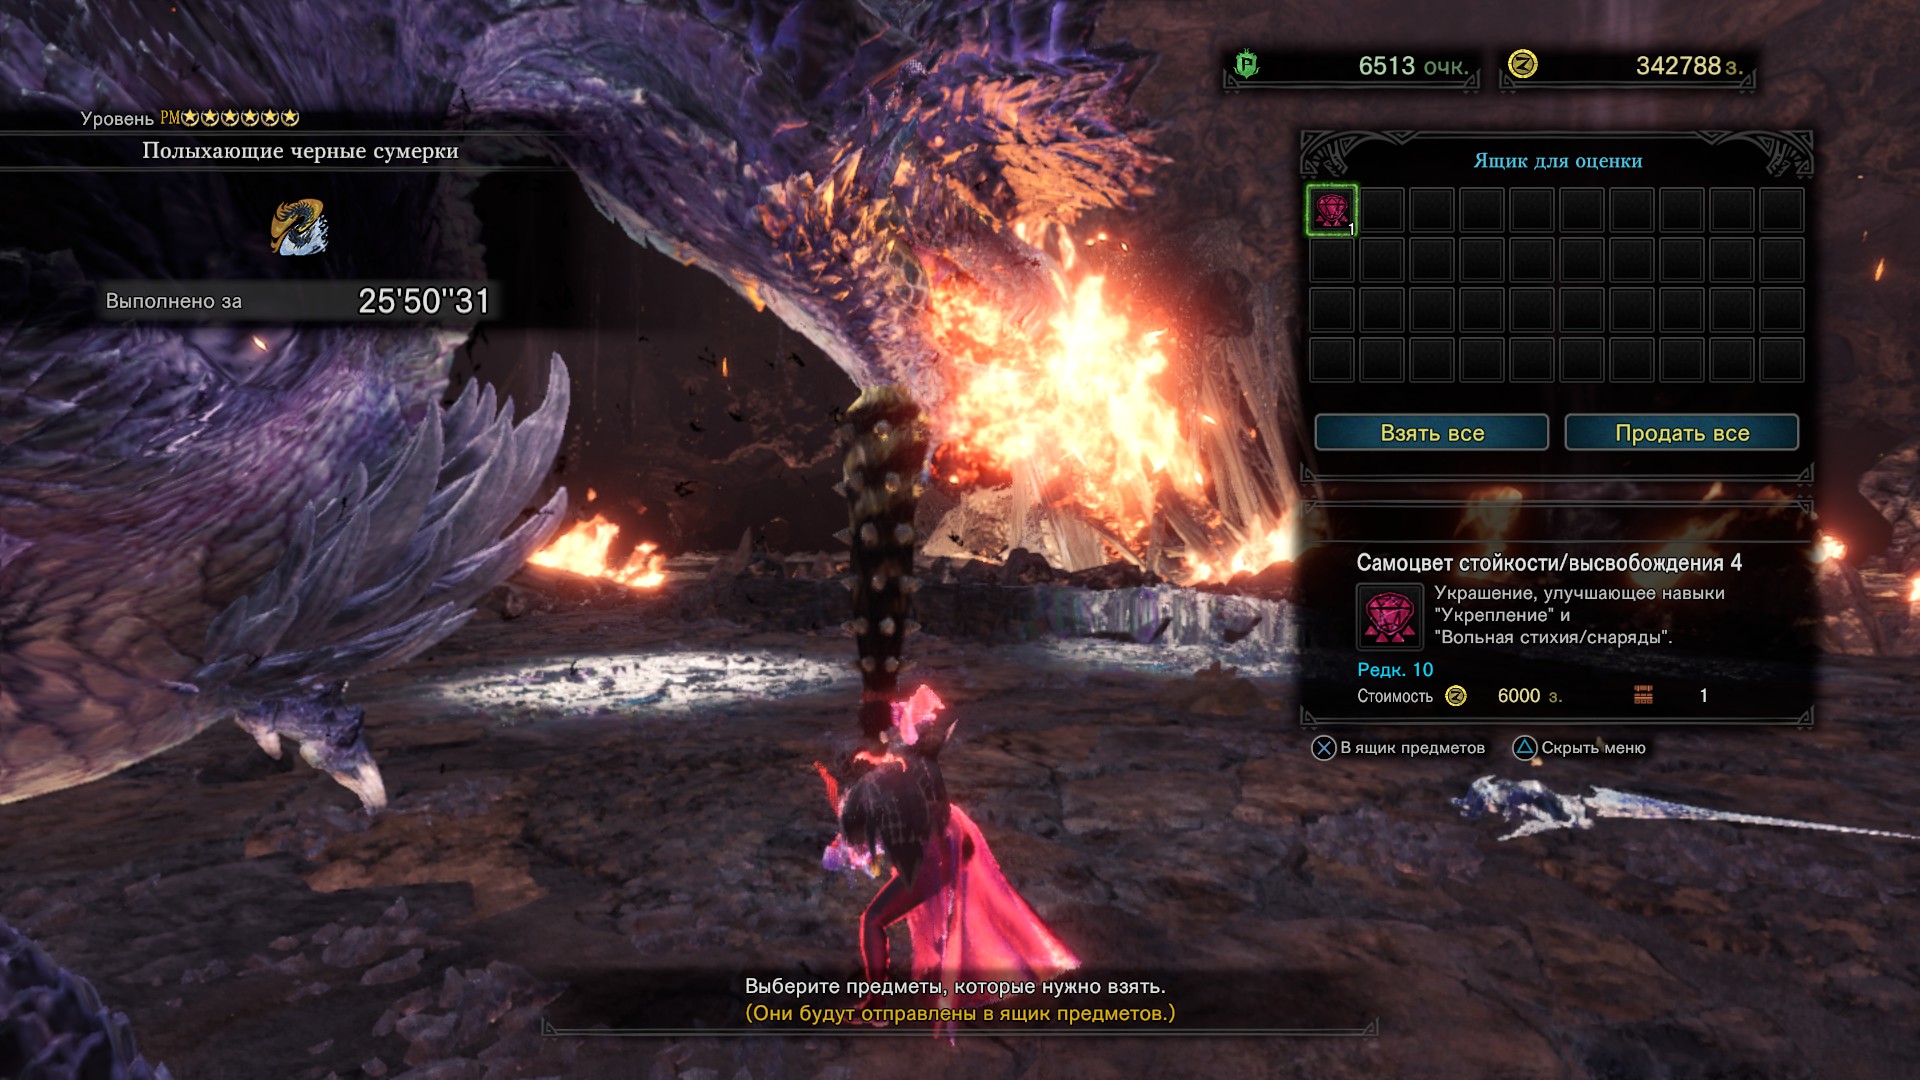 6513 очк.
342788 з.
Уровень РМ
Полыхающие черные сумерки
Выполнено за 25'50"31
Ящик для оценки
1
Взять все
Продать все
Самоцвет стойкости/высвобождения 4
Украшение, улучшающее навыки
"Укрепление" и
"Вольная стихия/снаряды".
Редк. 10
Стоимость 6000 з. 1
В ящик предметов
Скрыть меню
Выберите предметы, которые нужно взять.
(Они будут отправлены в ящик предметов.)